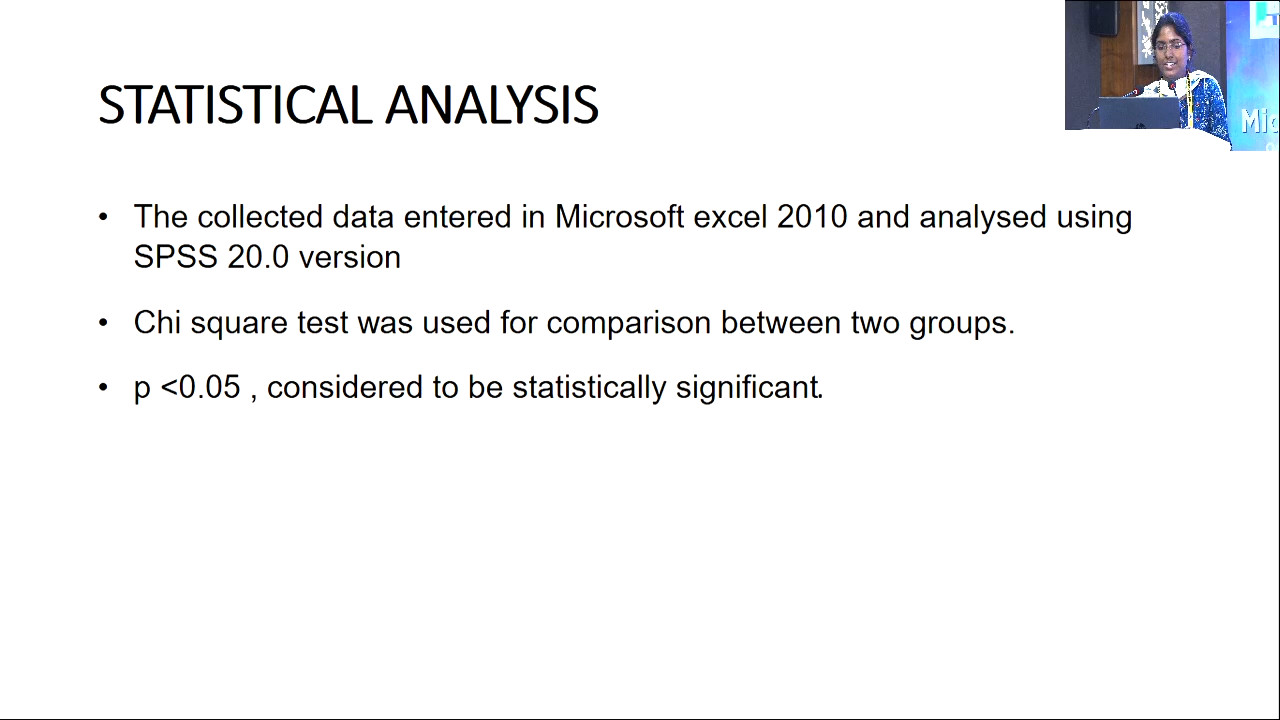 STATISTICAL ANALYSIS
• The collected data entered in Microsoft excel 2010 and analysed using
SPSS 20.0 version
• Chi square test was used for comparison between two groups.
• p <0.05 , considered to be statistically significant.